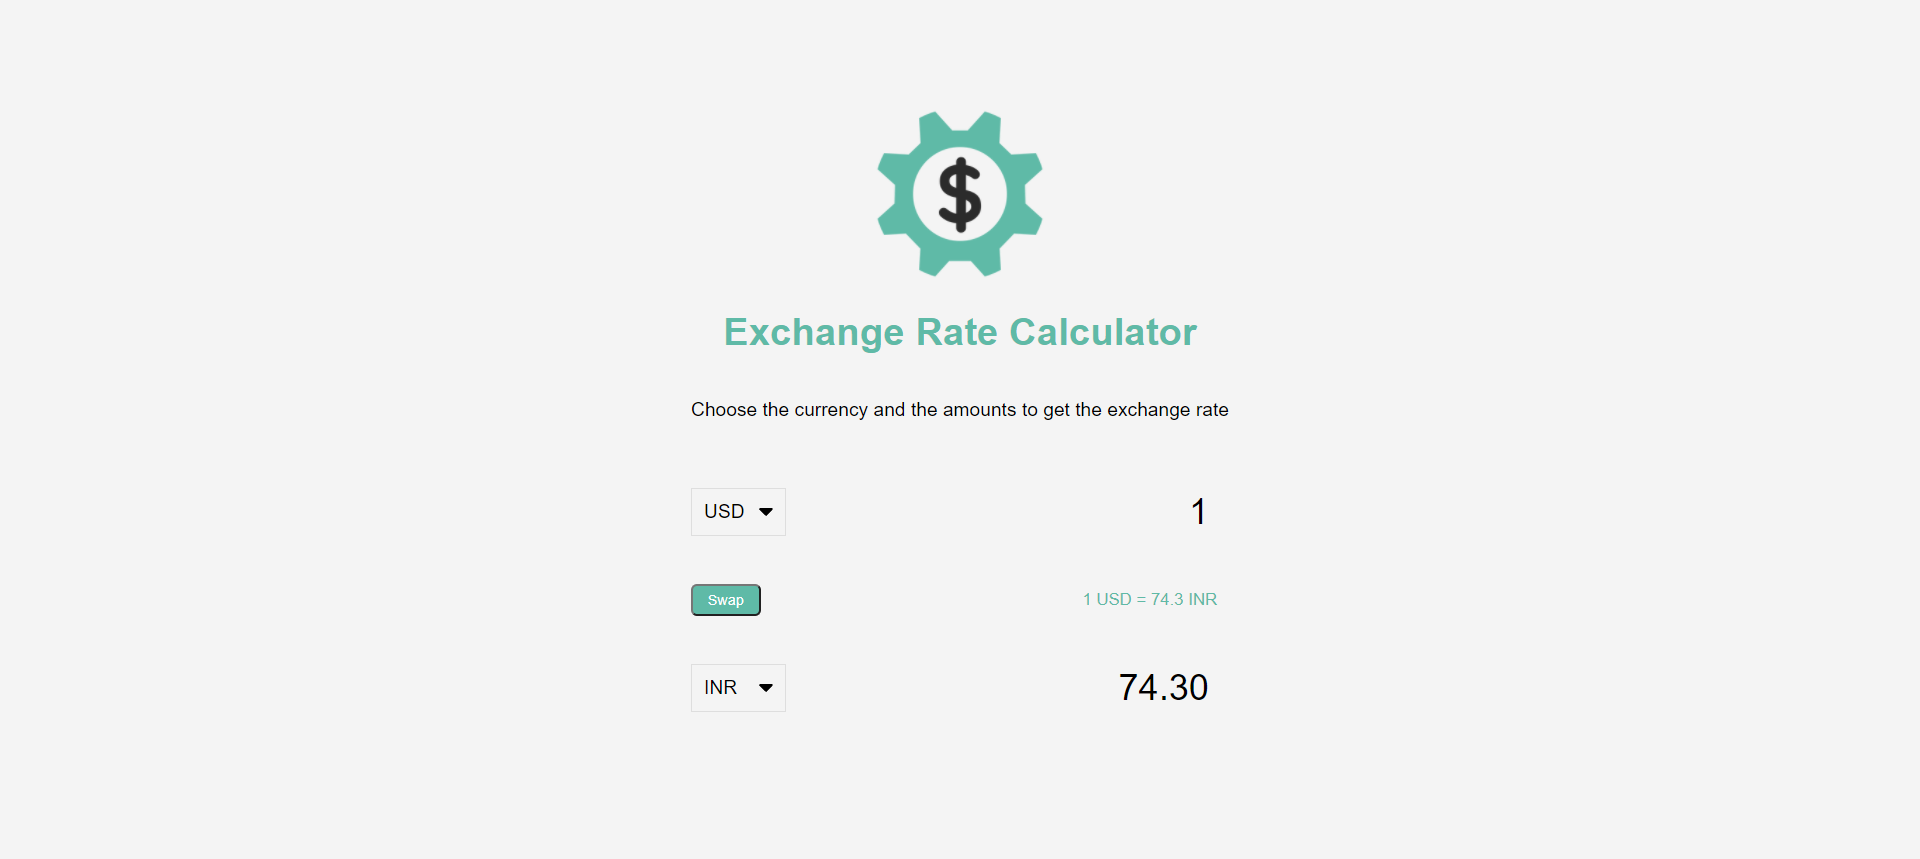 $
Exchange Rate Calculator
Choose the currency and the amounts to get the exchange rate
USD 1
Swap 1 USD = 74.3 INR
INR 74.30